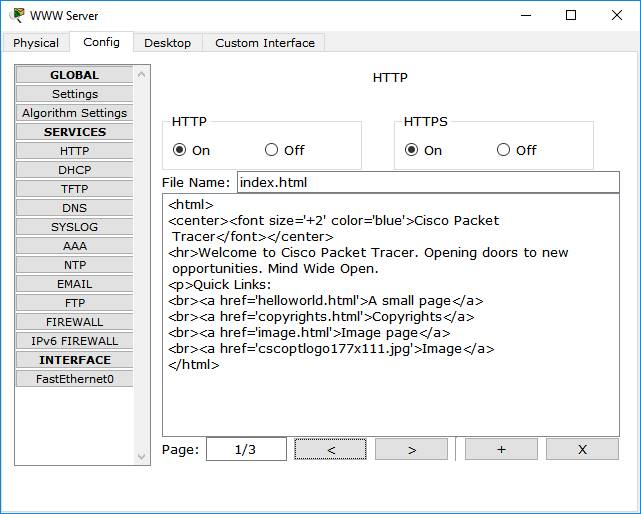 WWW Server
Physical Config Desktop Custom Interface
GLOBAL
Settings
Algorithm Settings
SERVICES
HTTP
DHCP
TFTP
DNS
SYSLOG
AAA
NTP
EMAIL
FTP
FIREWALL
IPv6 FIREWALL
INTERFACE
FastEthernet0
HTTP
HTTP
On Off
HTTPS
On Off
File Name: index.html
<html>
<center><font size='+2' color='blue'>Cisco Packet
Tracer</font></center>
<hr>Welcome to Cisco Packet Tracer. Opening doors to new
opportunities. Mind Wide Open.
<p>Quick Links:
<br><a href='helloworld.html'>A small page</a>
<br><a href='copyrights.html'>Copyrights</a>
<br><a href='image.html'>Image page</a>
<br><a href='cscoptlogo177x111.jpg'>Image</a>
</html>
Page: 1/3 < > + X